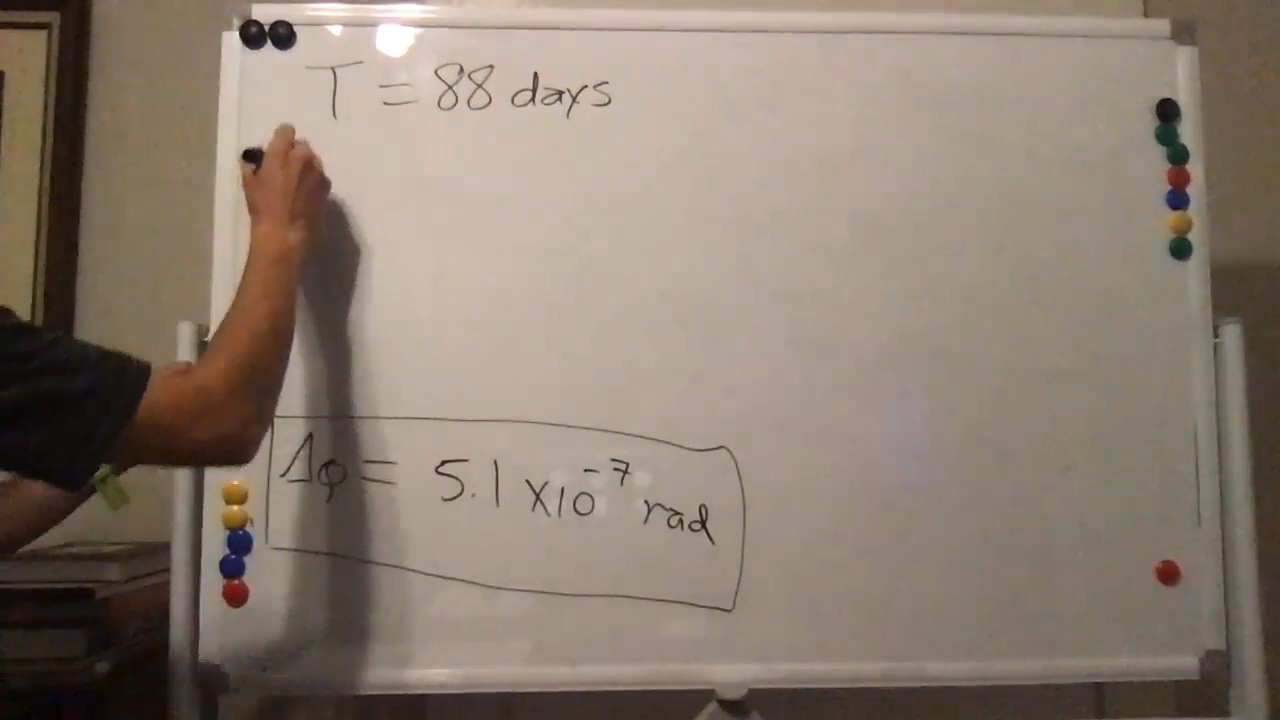 T = 88 days
Δφ = 5.1 x10⁻⁷ rad